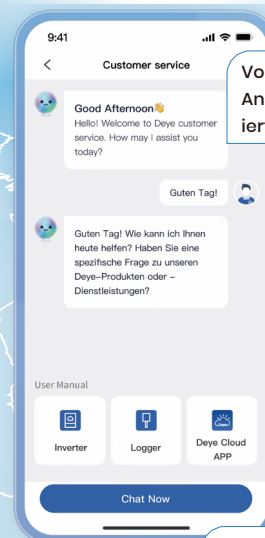 9:41
Customer service
Vo
An
ier
Good Afternoon👋
Hello! Welcome to Deye customer
service. How may I assist you
today?
Guten Tag!
Guten Tag! Wie kann ich Ihnen
heute helfen? Haben Sie eine
spezifische Frage zu unseren
Deye-Produkten oder –
Dienstleistungen?
User Manual
Inverter
Logger
Deye Cloud
APP
Chat Now